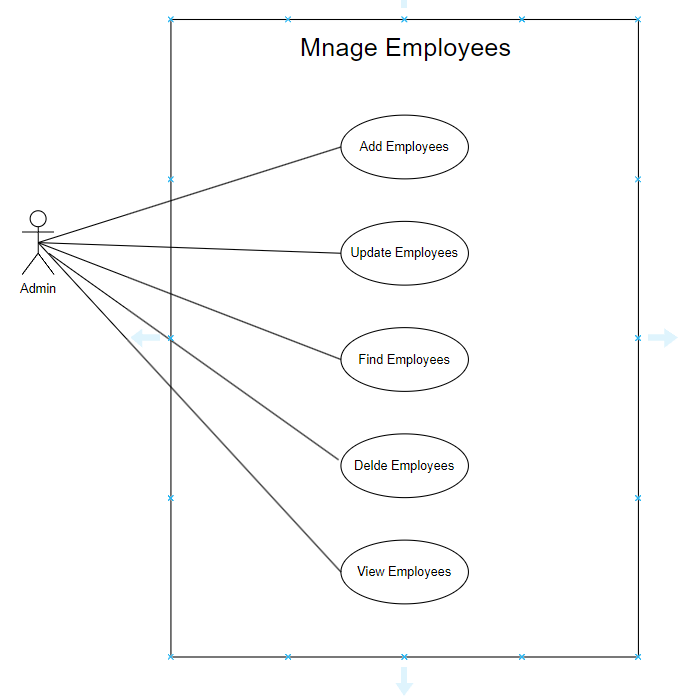 Mnage Employees
Add Employees
Update Employees
Admin
Find Employees
Delde Employees
View Employees